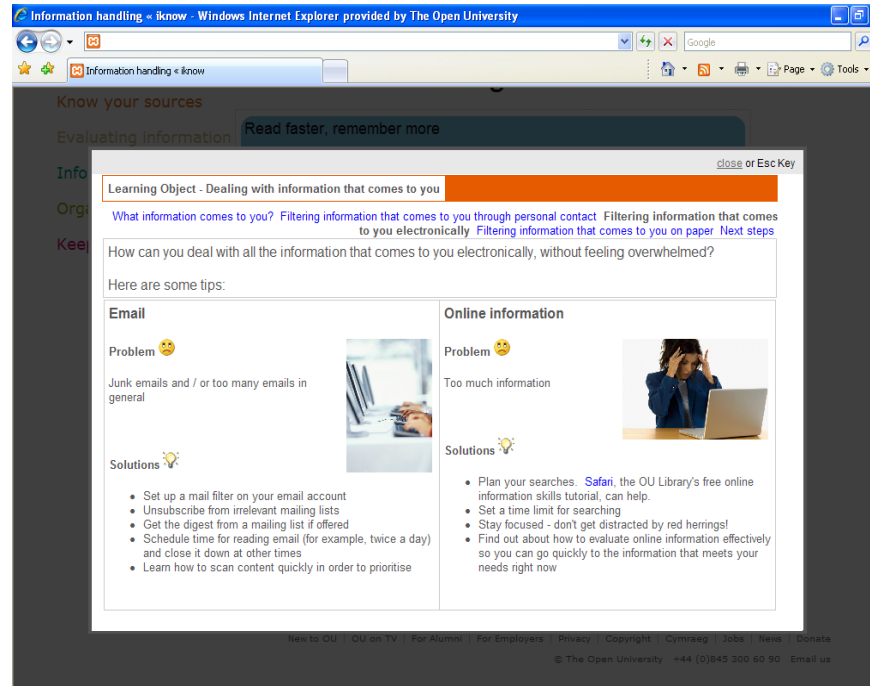 Information handling « iknow - Windows Internet Explorer provided by The Open University
Google
Information handling « iknow
Page
Tools
Know your sources
Evaluating information
Read faster, remember more
Info
Orga
Keep
close or Esc Key
Learning Object - Dealing with information that comes to you
What information comes to you? Filtering information that comes to you through personal contact Filtering information that comes
to you electronically Filtering information that comes to you on paper Next steps
How can you deal with all the information that comes to you electronically, without feeling overwhelmed?
Here are some tips:
Email
Problem
Junk emails and / or too many emails in
general
Solutions
• Set up a mail filter on your email account
• Unsubscribe from irrelevant mailing lists
• Get the digest from a mailing list if offered
• Schedule time for reading email (for example, twice a day)
and close it down at other times
• Learn how to scan content quickly in order to prioritise
Online information
Problem
Too much information
Solutions
• Plan your searches. Safari, the OU Library's free online
information skills tutorial, can help.
• Set a time limit for searching
• Stay focused - don't get distracted by red herrings!
• Find out about how to evaluate online information effectively
so you can go quickly to the information that meets your
needs right now
New to OU | OU on TV | For Alumni | For Employers | Privacy | Copyright | Cymraeg | Jobs | News | Donate
© The Open University +44 (0)845 300 60 90 Email us